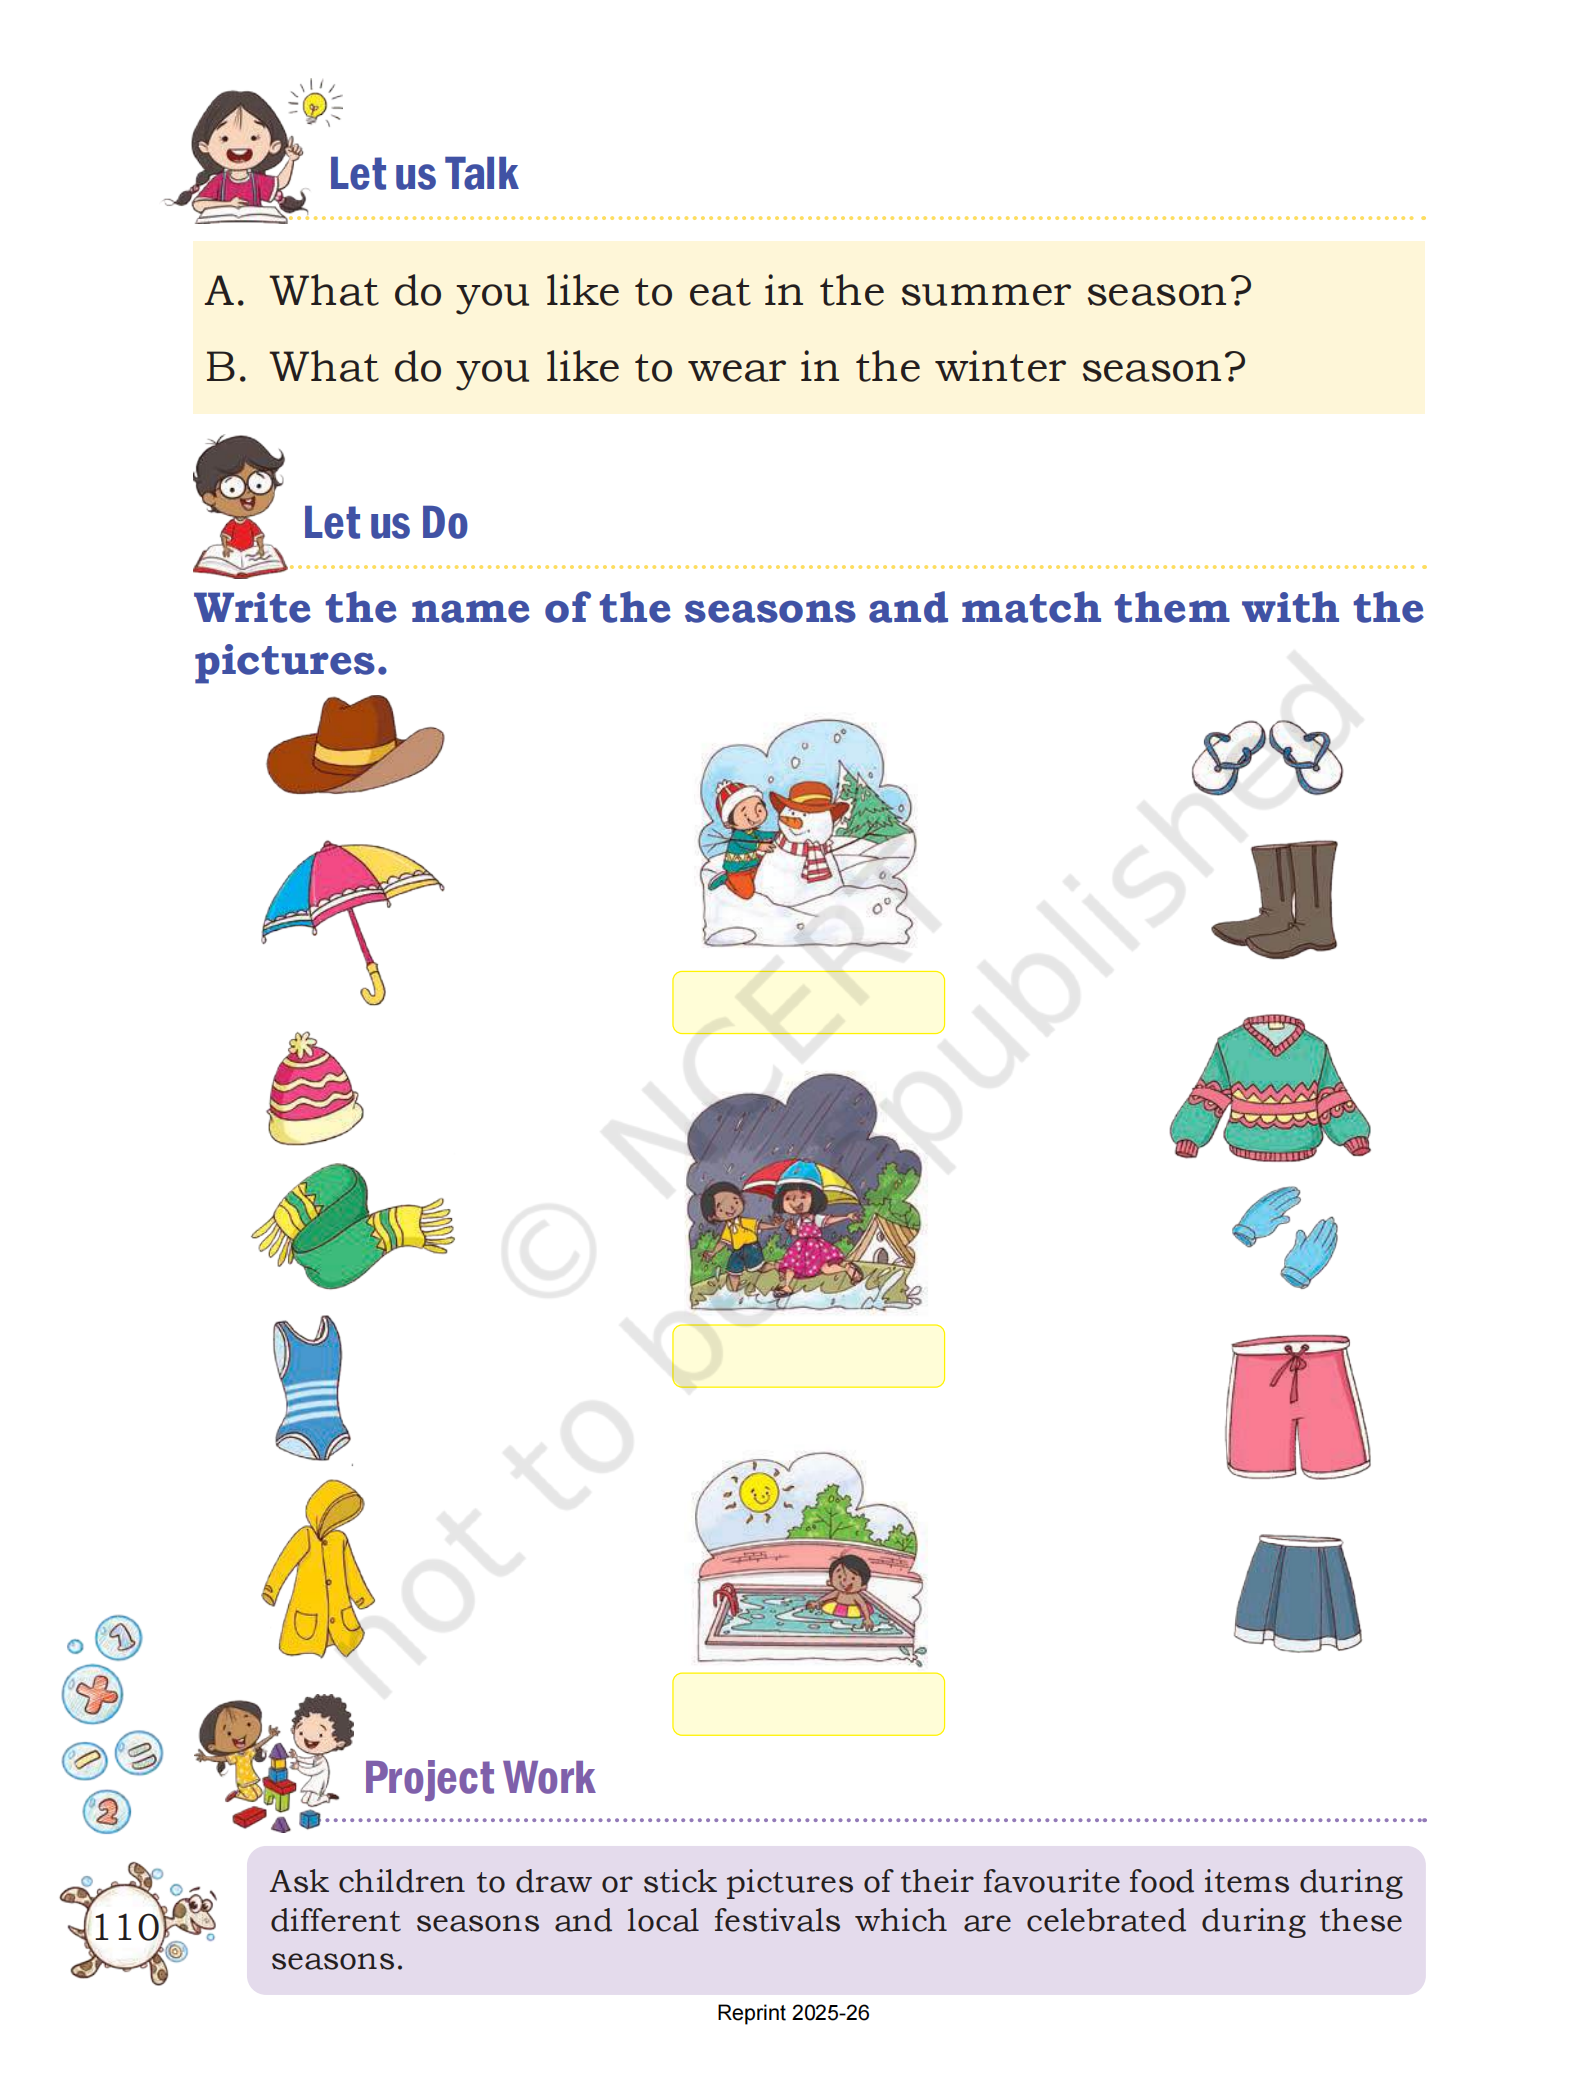 Let us Talk
A. What do you like to eat in the summer season?
B. What do you like to wear in the winter season?
Let us Do
Write the name of the seasons and match them with the
pictures.
© NCERT
not to be republished
1
2
Project Work
Ask children to draw or stick pictures of their favourite food items during
different seasons and local festivals which are celebrated during these
seasons.
110
Reprint 2025-26